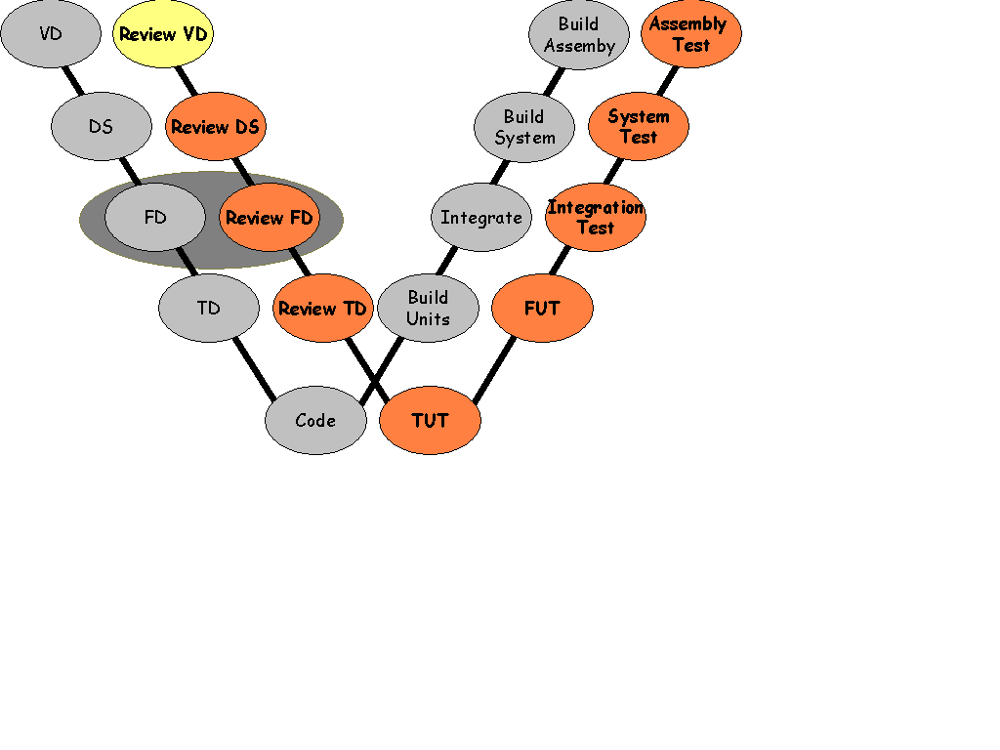 VD
Review VD
Build
Assemby
Assembly
Test
DS
Review DS
Build
System
System
Test
FD
Review FD
Integrate
Integration
Test
TD
Review TD
Build
Units
FUT
Code
TUT